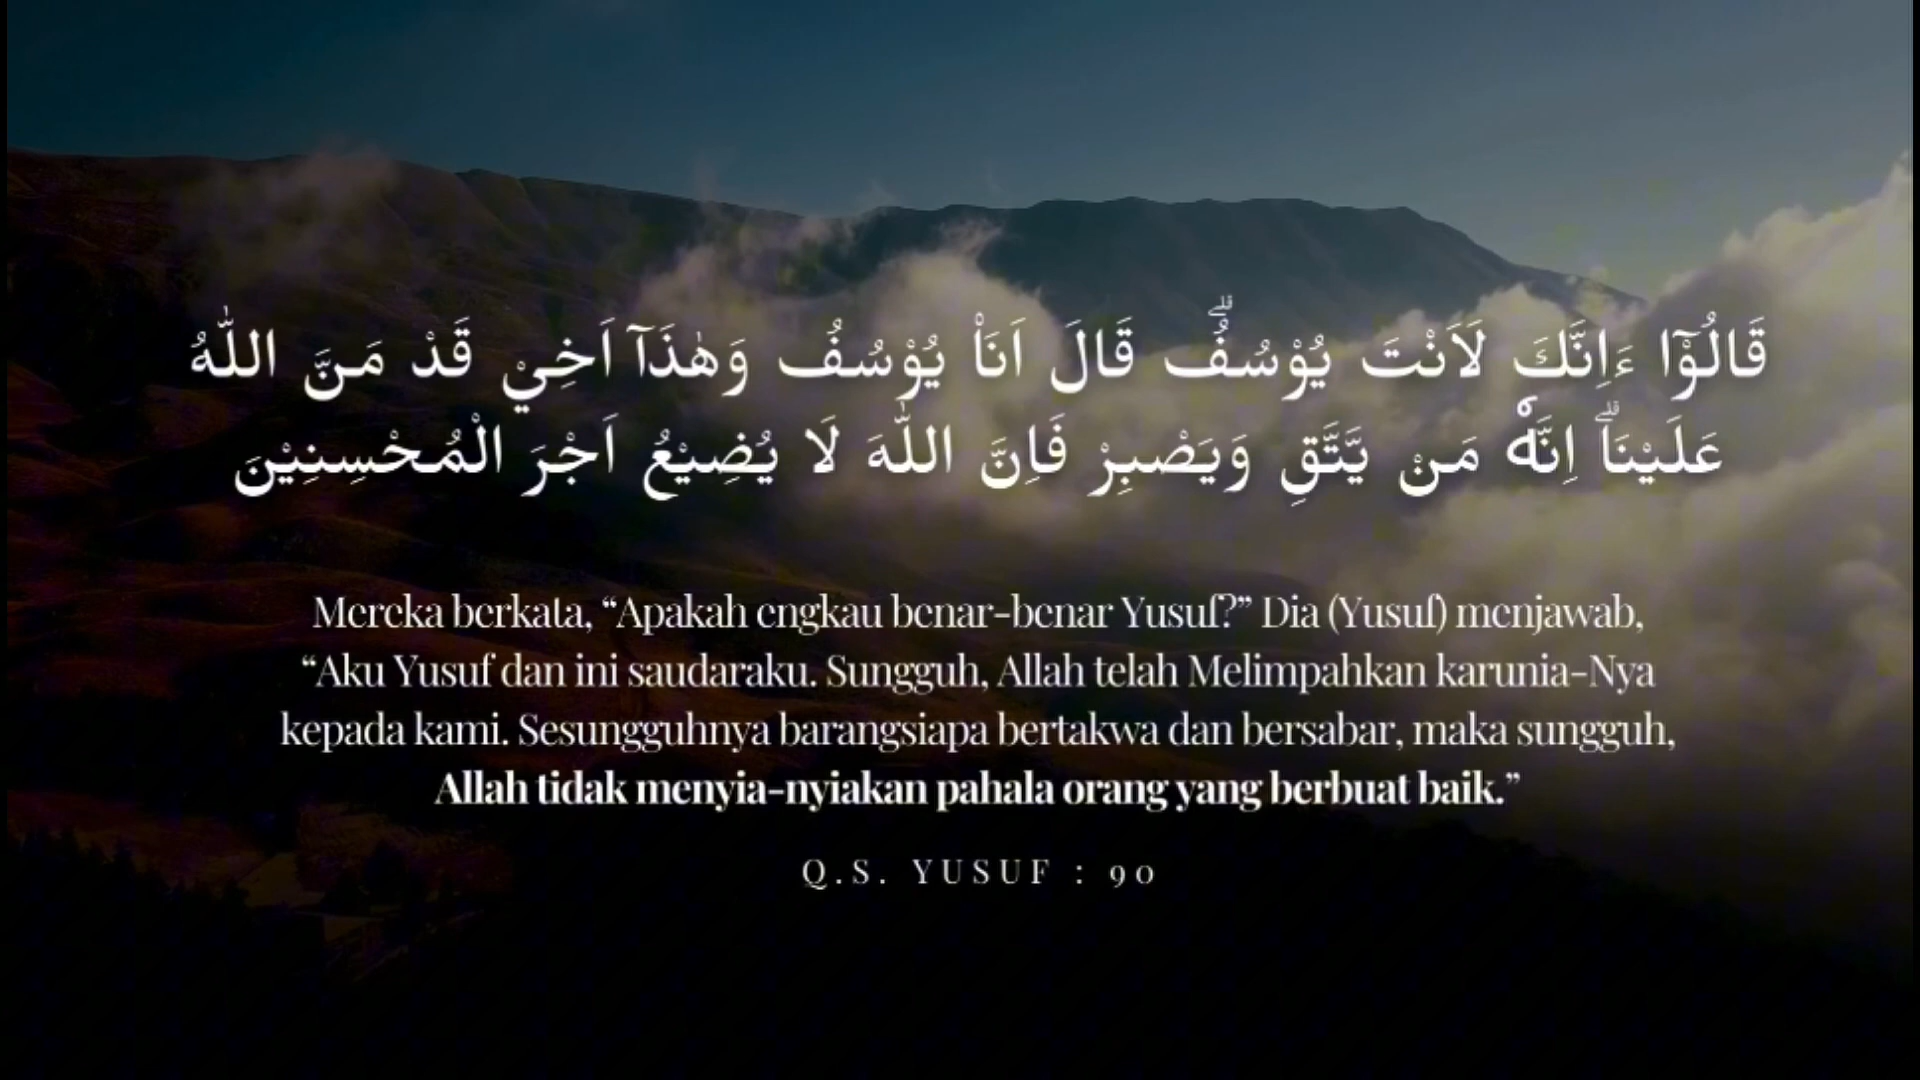 قَالُوْٓا ءَاِنَّكَ لَاَنْتَ يُوْسُفُۗ قَالَ اَنَا۠ يُوْسُفُ وَهٰذَآ اَخِيْ قَدْ مَنَّ اللّٰهُ
عَلَيْنَاۗ اِنَّهٗ مَنْ يَّتَّقِ وَيَصْبِرْ فَاِنَّ اللّٰهَ لَا يُضِيْعُ اَجْرَ الْمُحْسِنِيْنَ
Mereka berkata, “Apakah engkau benar-benar Yusuf?” Dia (Yusuf) menjawab,
“Aku Yusuf dan ini saudaraku. Sungguh, Allah telah Melimpahkan karunia-Nya
kepada kami. Sesungguhnya barangsiapa bertakwa dan bersabar, maka sungguh,
Allah tidak menyia-nyiakan pahala orang yang berbuat baik.”
Q.S. YUSUF : 90